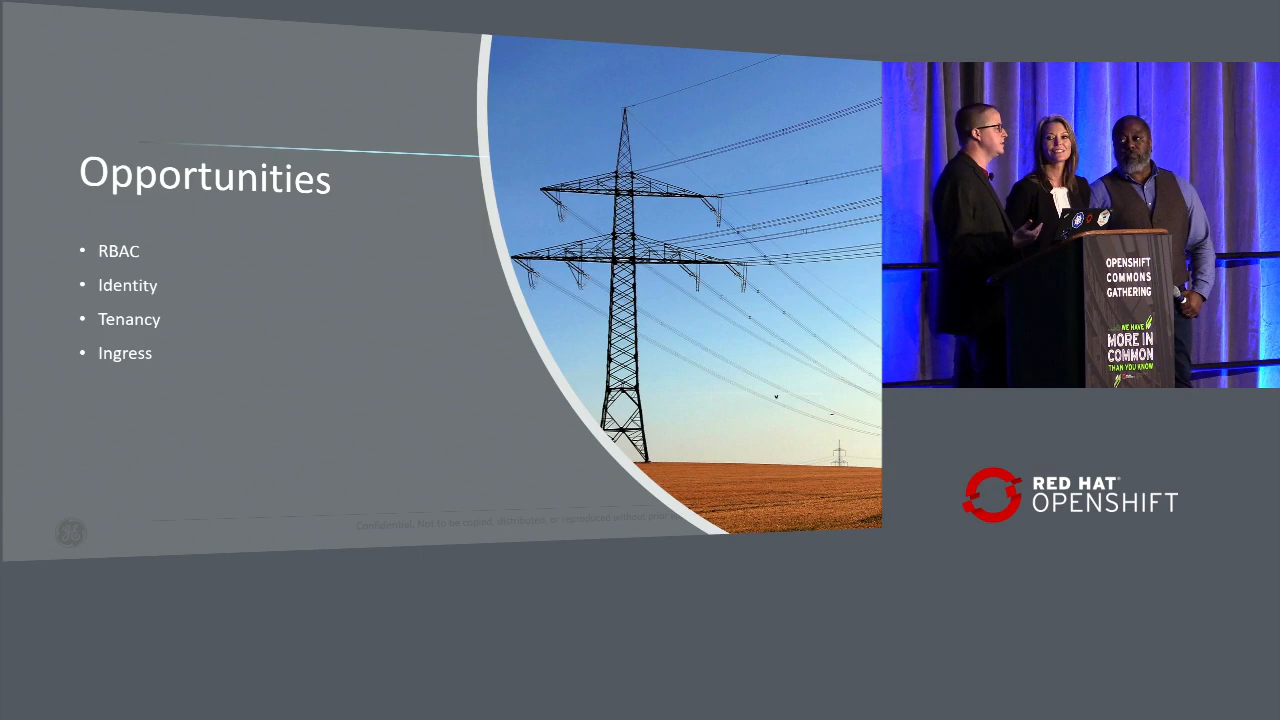 Opportunities
• RBAC
• Identity
• Tenancy
• Ingress
Confidential. Not to be copied, distributed, or reproduced without prior
OPENSHIFT
COMMONS
GATHERING
WE HAVE
MORE IN
COMMON
THAN YOU KNOW
RED HAT®
OPENSHIFT